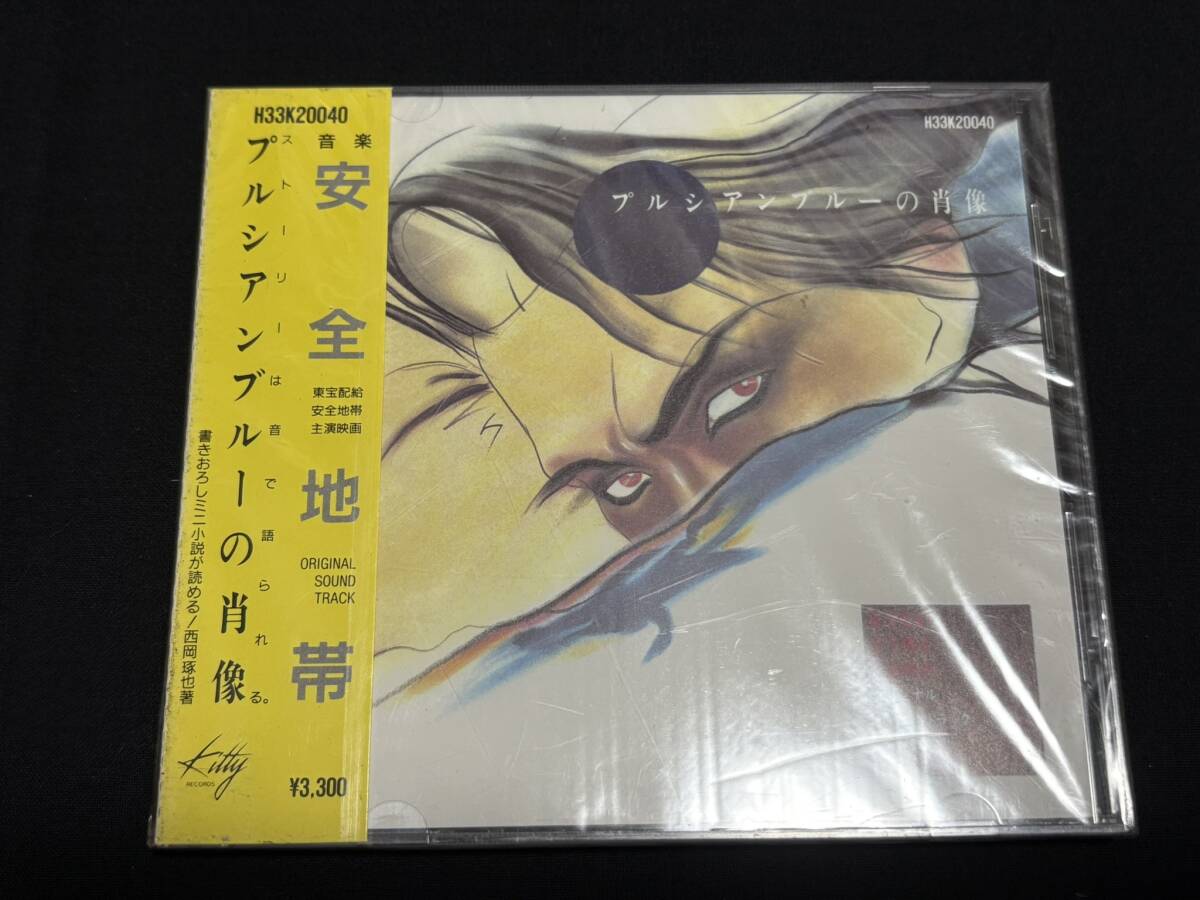 H33K20040
音楽
安全地帯
東宝配給
安全地帯
主演映画
ORIGINAL
SOUND
TRACK
¥3,300
ストーリーは音で語られる。
プルシアンブルーの肖像
書きおろしミニ小説が読める!西岡琢也著
Kitty
RECORDS
H33K20040
プルシアンブルーの肖像